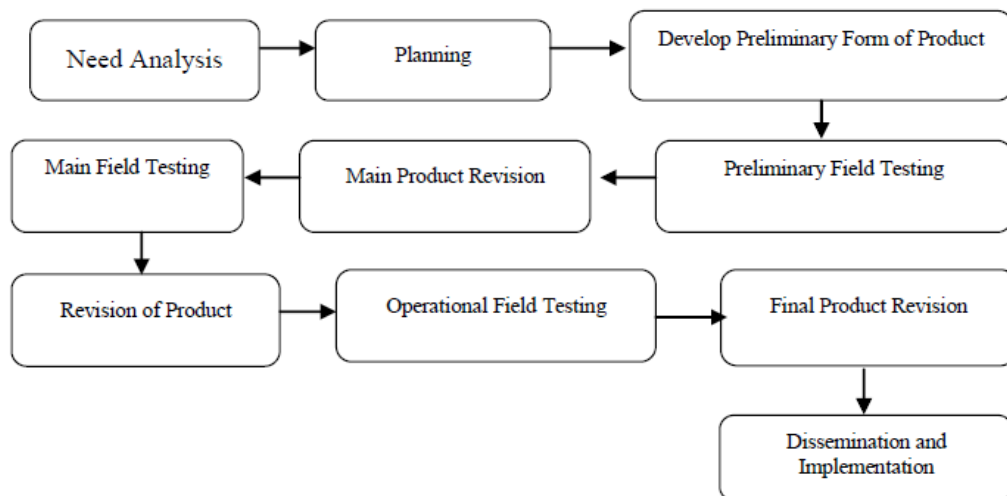 Need Analysis
Planning
Develop Preliminary Form of Product
Preliminary Field Testing
Main Product Revision
Main Field Testing
Revision of Product
Operational Field Testing
Final Product Revision
Dissemination and
Implementation